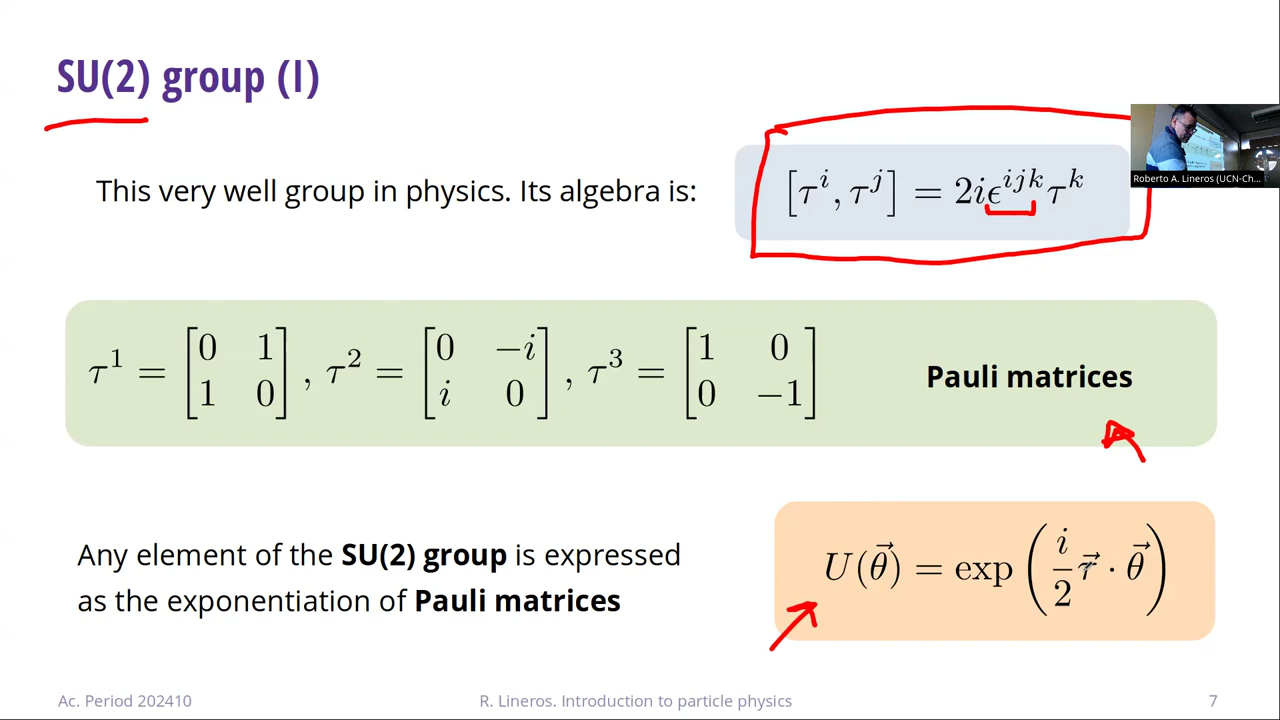 SU(2) group (I)
This very well group in physics. Its algebra is:
[τ^i, τ^j] = 2iϵ^{ijk}τ^k
Roberto A. Lineros (UCN-Ch...
τ^1 = [0 1; 1 0], τ^2 = [0 -i; i 0], τ^3 = [1 0; 0 -1]
Pauli matrices
Any element of the SU(2) group is expressed
as the exponentiation of Pauli matrices
U(θ⃗) = exp(i/2 τ⃗ · θ⃗)
Ac. Period 202410
R. Lineros. Introduction to particle physics
7